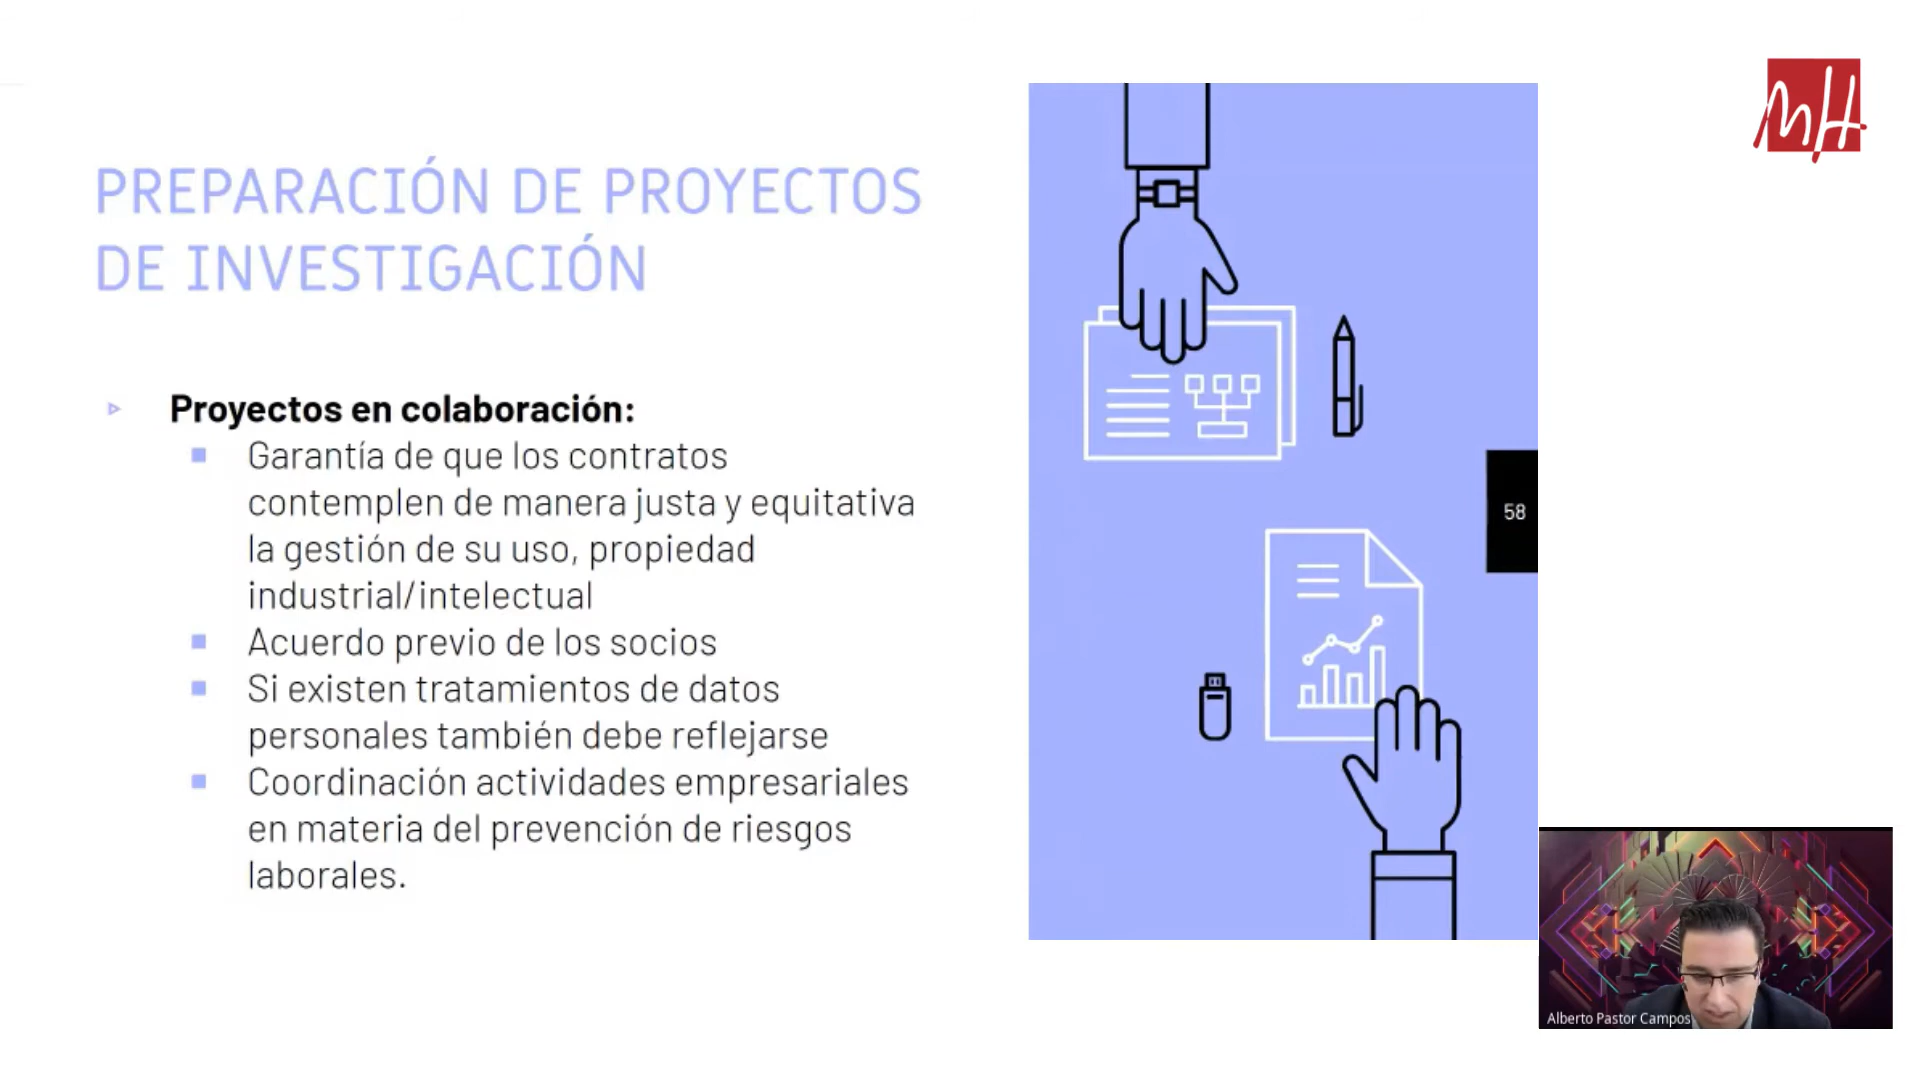 PREPARACIÓN DE PROYECTOS
DE INVESTIGACIÓN
Proyectos en colaboración:
Garantía de que los contratos
contemplen de manera justa y equitativa
la gestión de su uso, propiedad
industrial/intelectual
Acuerdo previo de los socios
Si existen tratamientos de datos
personales también debe reflejarse
Coordinación actividades empresariales
en materia del prevención de riesgos
laborales.
58
MH
Alberto Pastor Campos